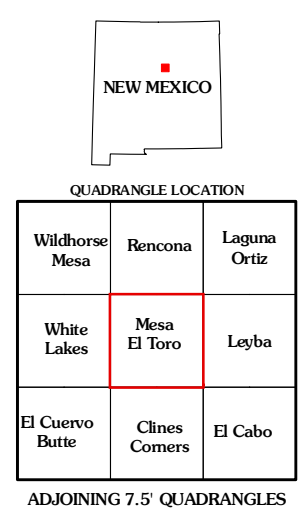 NEW MEXICO
QUADRANGLE LOCATION
Wildhorse
Mesa
Rencona
Laguna
Ortiz
White
Lakes
Mesa
El Toro
Leyba
El Cuervo
Butte
Clines
Corners
El Cabo
ADJOINING 7.5' QUADRANGLES